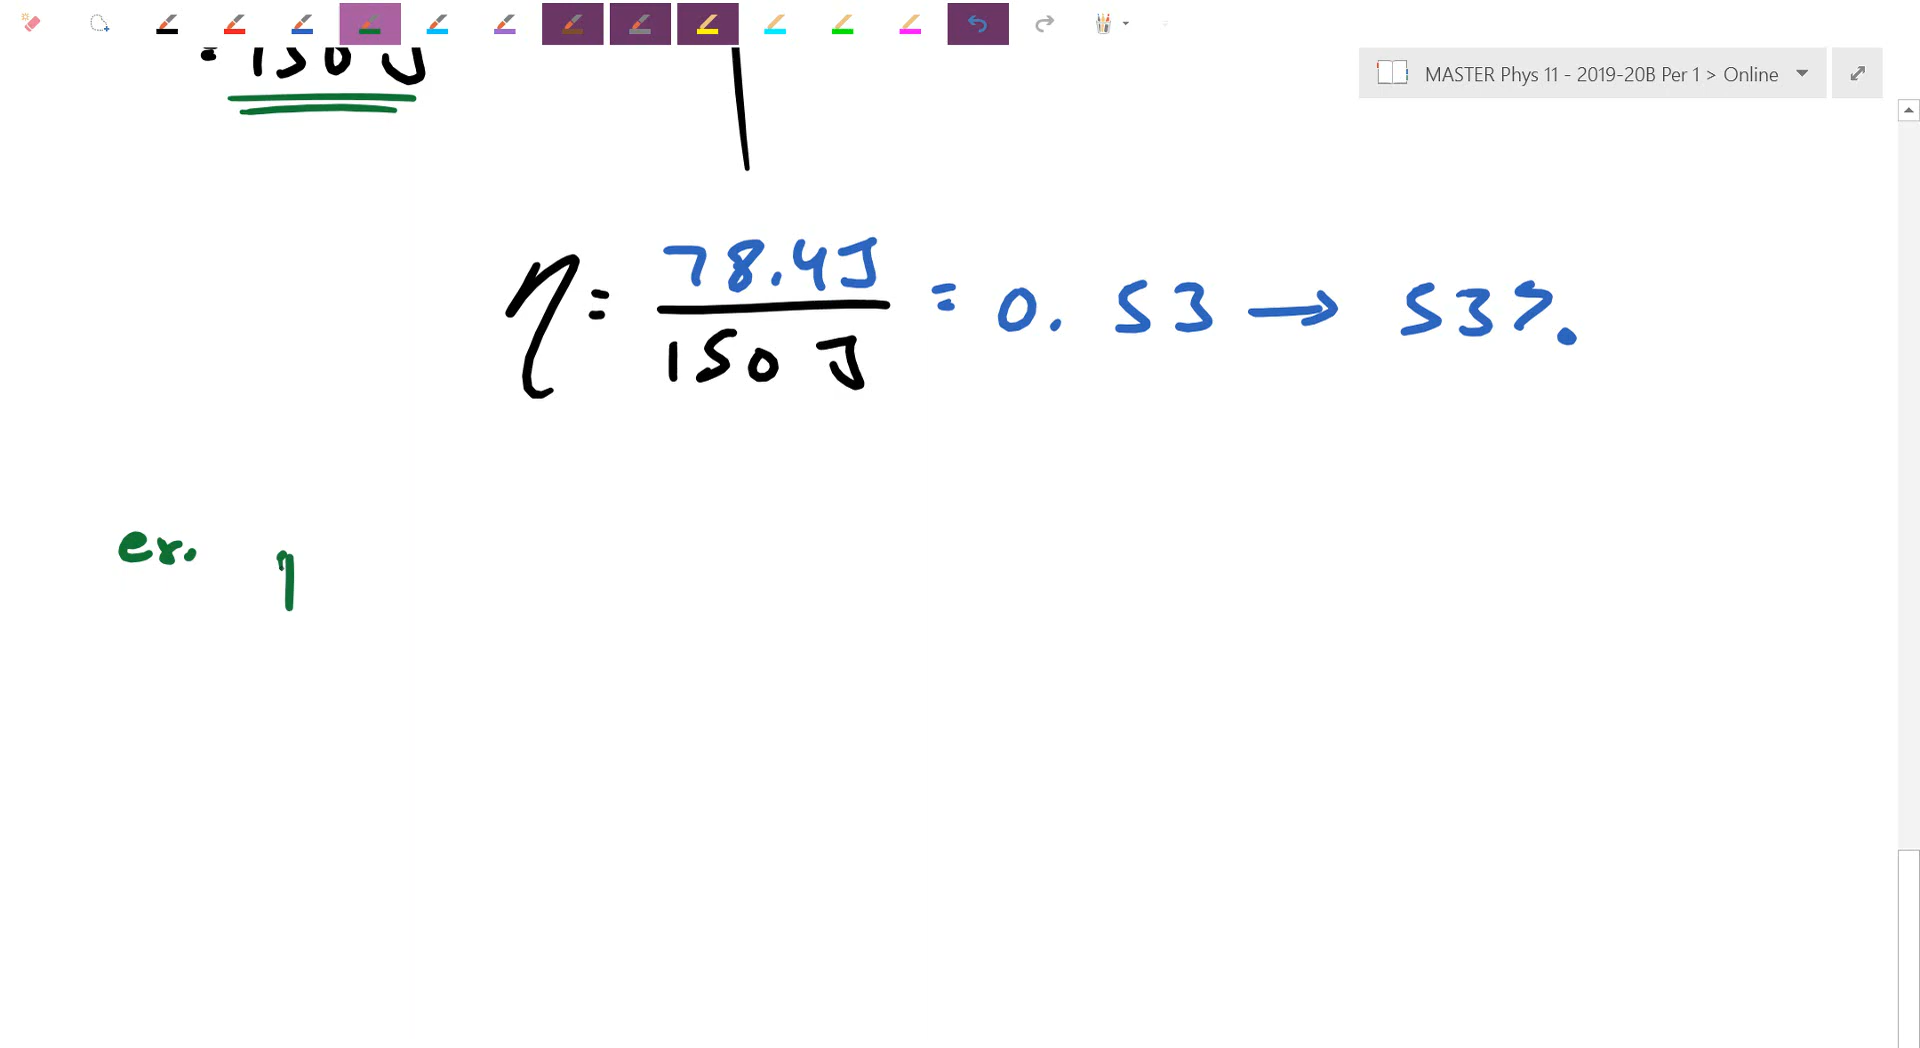 = 150 J
MASTER Phys 11 - 2019-20B Per 1 > Online
η = 78.4J / 150 J = 0.53 → 53%
ex.